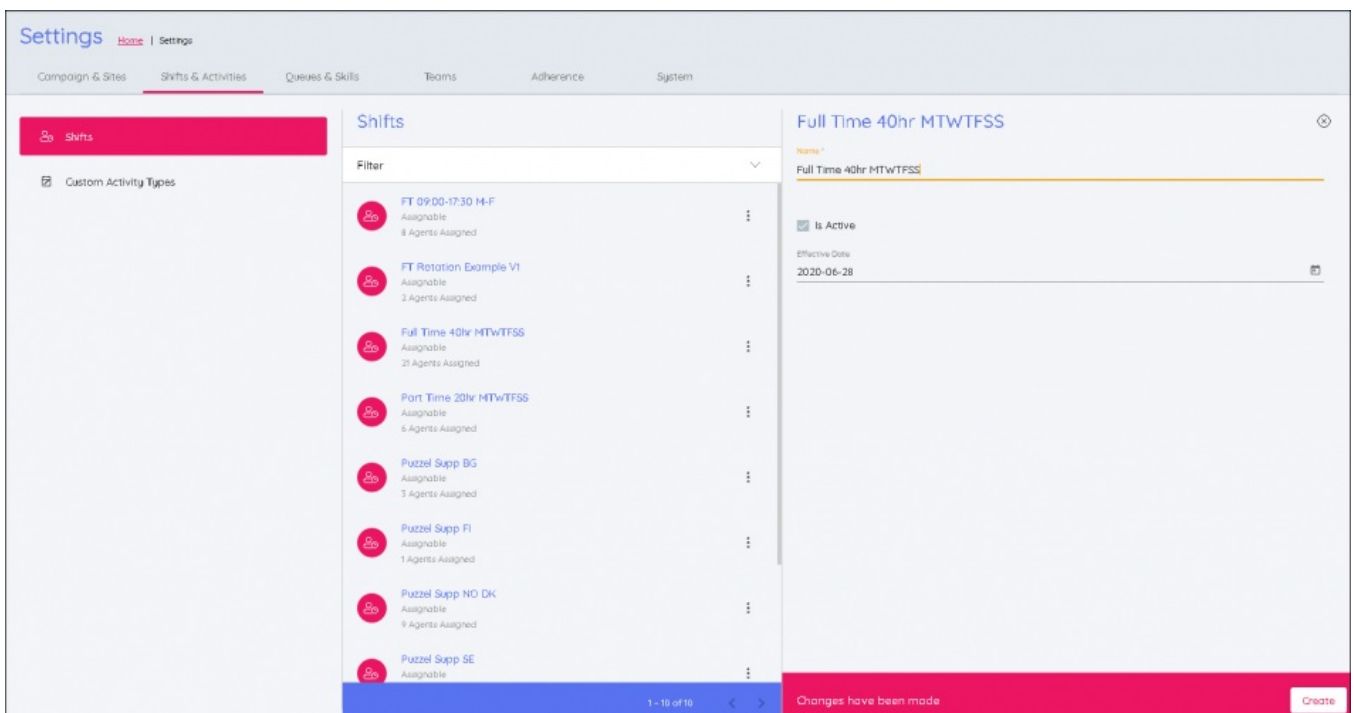 Settings Home | Settings
Campaign & Sites Shifts & Activities Queues & Skills Teams Adherence System
Shifts
Custom Activity Types
Shifts
Filter
FT 09:00-17:30 M-F
Assignable
8 Agents Assigned
FT Rotation Example V1
Assignable
2 Agents Assigned
Full Time 40hr MTWTFSS
Assignable
21 Agents Assigned
Part Time 20hr MTWTFSS
Assignable
6 Agents Assigned
Puzzel Supp BG
Assignable
3 Agents Assigned
Puzzel Supp FI
Assignable
1 Agents Assigned
Puzzel Supp NO DK
Assignable
9 Agents Assigned
Puzzel Supp SE
Assignable
1 - 10 of 10
Full Time 40hr MTWTFSS
Name *
Full Time 40hr MTWTFSS
Is Active
Effective Date
2020-06-28
Changes have been made
Create